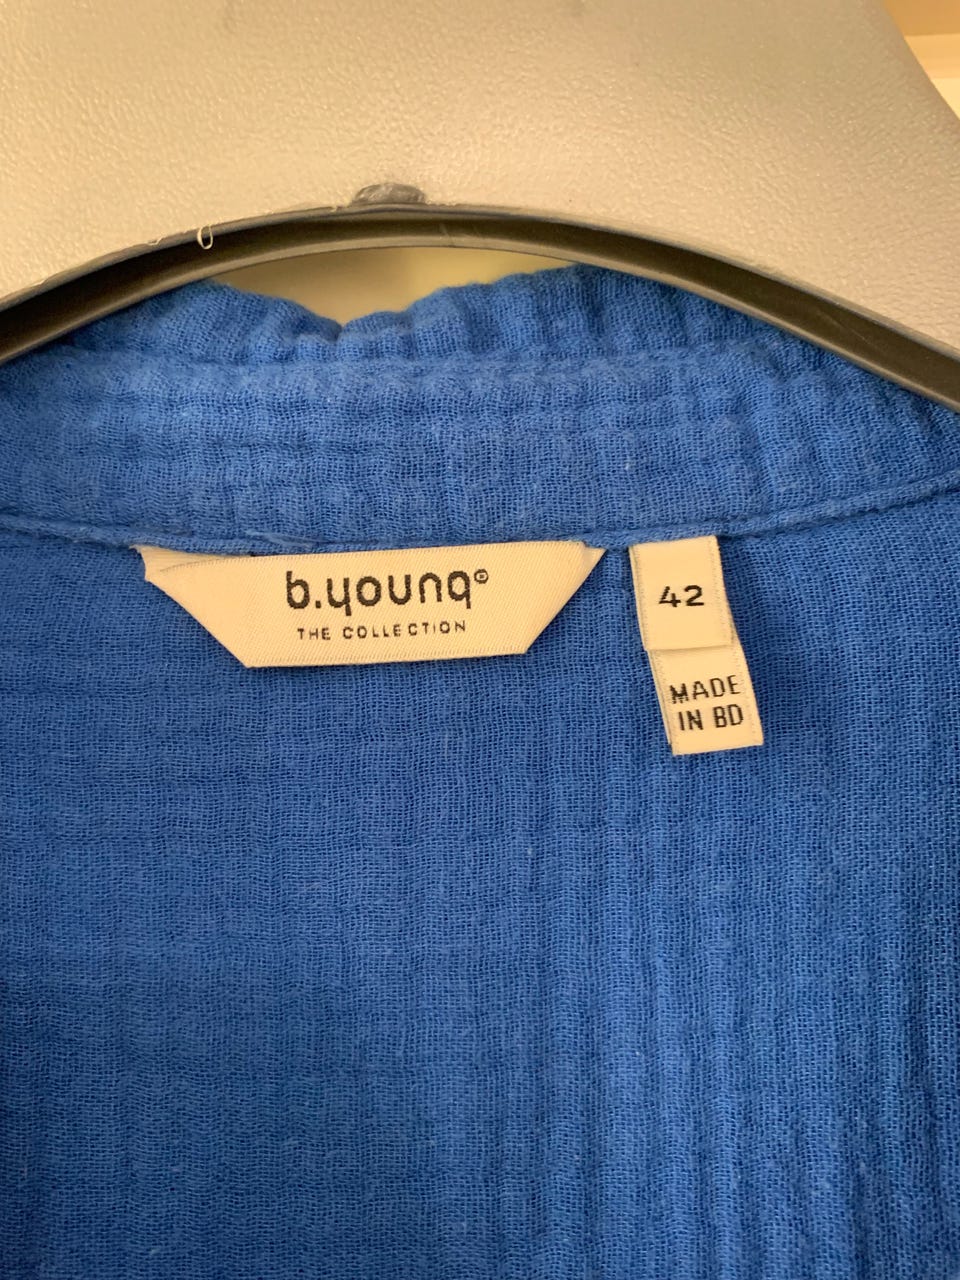 b.young®
THE COLLECTION
42
MADE
IN BD